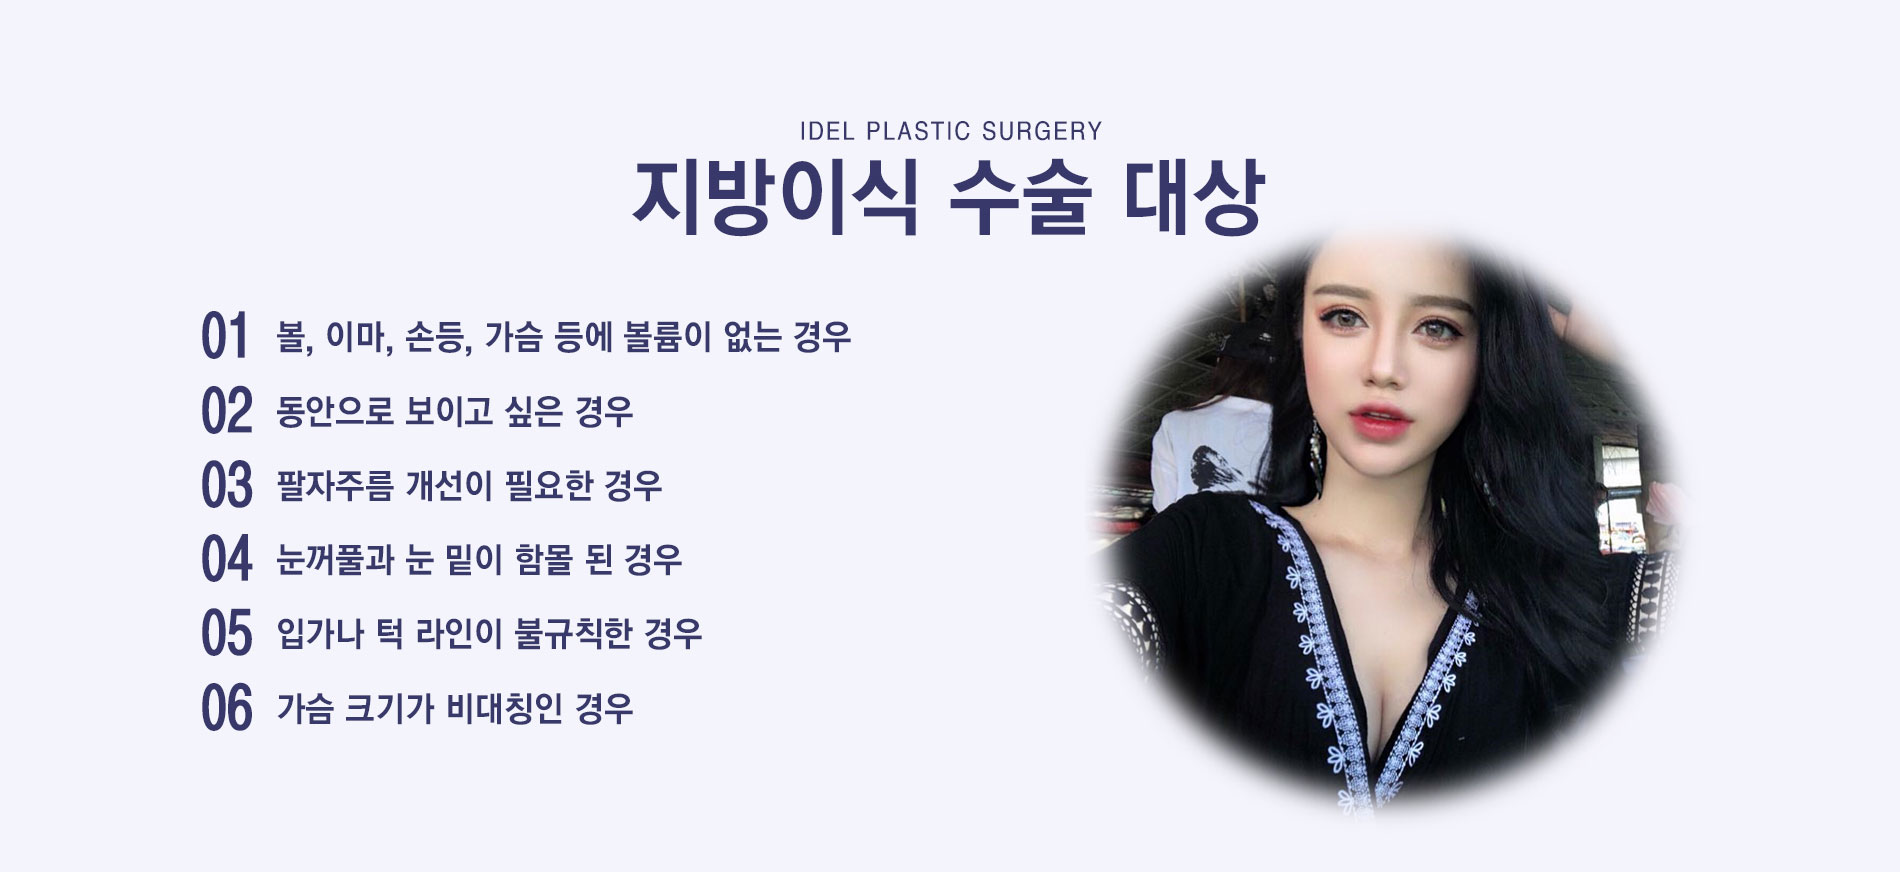 IDEL PLASTIC SURGERY
지방이식 수술 대상
01 볼, 이마, 손등, 가슴 등에 볼륨이 없는 경우
02 동안으로 보이고 싶은 경우
03 팔자주름 개선이 필요한 경우
04 눈꺼풀과 눈 밑이 함몰 된 경우
05 입가나 턱 라인이 불규칙한 경우
06 가슴 크기가 비대칭인 경우